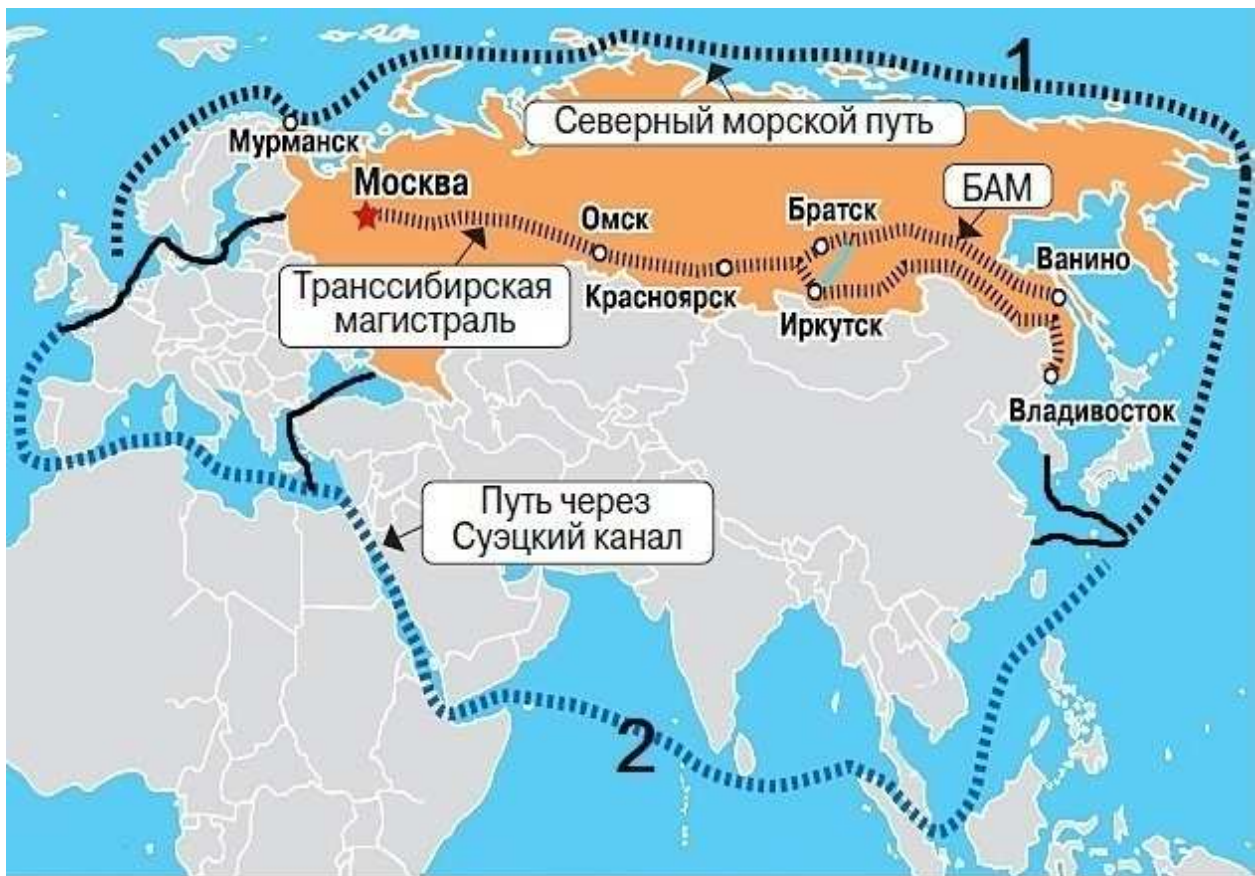 1
Северный морской путь
Мурманск
Москва
БАМ
Омск
Братск
Ванино
Транссибирская
магистраль
Красноярск
Иркутск
Владивосток
Путь через
Суэцкий канал
2